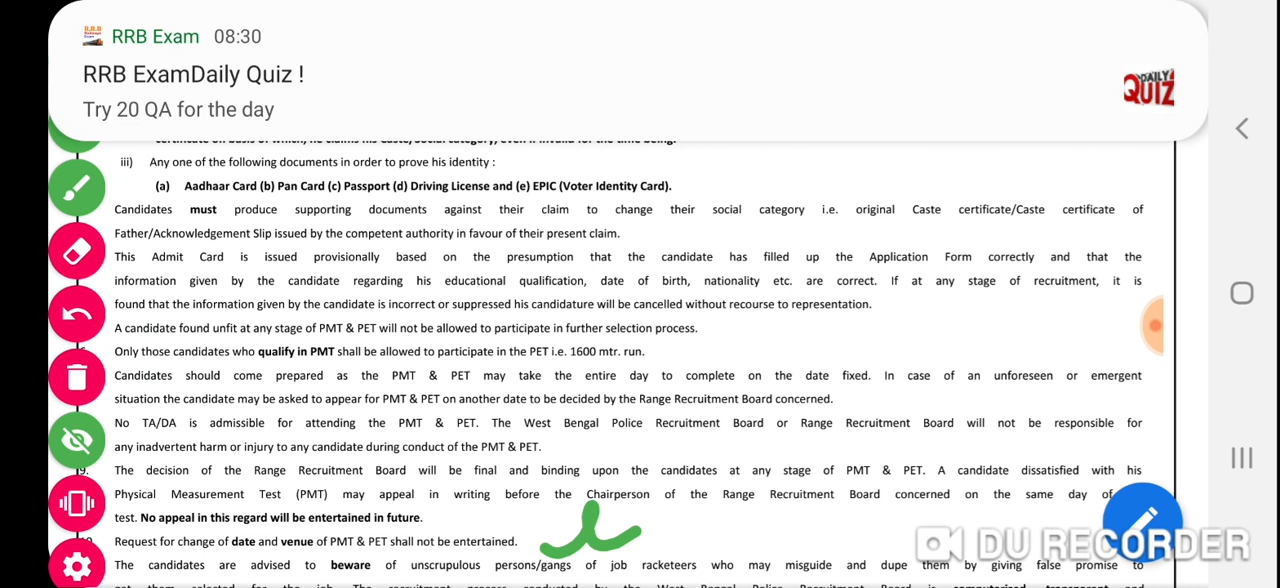 RRB Exam 08:30
RRB ExamDaily Quiz !
Try 20 QA for the day
DAILY
QUIZ
certificate on basis of which, he claims his Caste, social category, even if invalid for the time being.
iii) Any one of the following documents in order to prove his identity :
(a) Aadhaar Card (b) Pan Card (c) Passport (d) Driving License and (e) EPIC (Voter Identity Card).
Candidates must produce supporting documents against their claim to change their social category i.e. original Caste certificate/Caste certificate of
Father/Acknowledgement Slip issued by the competent authority in favour of their present claim.
This Admit Card is issued provisionally based on the presumption that the candidate has filled up the Application Form correctly and that the
information given by the candidate regarding his educational qualification, date of birth, nationality etc. are correct. If at any stage of recruitment, it is
found that the information given by the candidate is incorrect or suppressed his candidature will be cancelled without recourse to representation.
A candidate found unfit at any stage of PMT & PET will not be allowed to participate in further selection process.
Only those candidates who qualify in PMT shall be allowed to participate in the PET i.e. 1600 mtr. run.
Candidates should come prepared as the PMT & PET may take the entire day to complete on the date fixed. In case of an unforeseen or emergent
situation the candidate may be asked to appear for PMT & PET on another date to be decided by the Range Recruitment Board concerned.
No TA/DA is admissible for attending the PMT & PET. The West Bengal Police Recruitment Board or Range Recruitment Board will not be responsible for
any inadvertent harm or injury to any candidate during conduct of the PMT & PET.
9. The decision of the Range Recruitment Board will be final and binding upon the candidates at any stage of PMT & PET. A candidate dissatisfied with his
Physical Measurement Test (PMT) may appeal in writing before the Chairperson of the Range Recruitment Board concerned on the same day of
test. No appeal in this regard will be entertained in future.
Request for change of date and venue of PMT & PET shall not be entertained.
DU RECORDER
The candidates are advised to beware of unscrupulous persons/gangs of job racketeers who may misguide and dupe them by giving false promise to